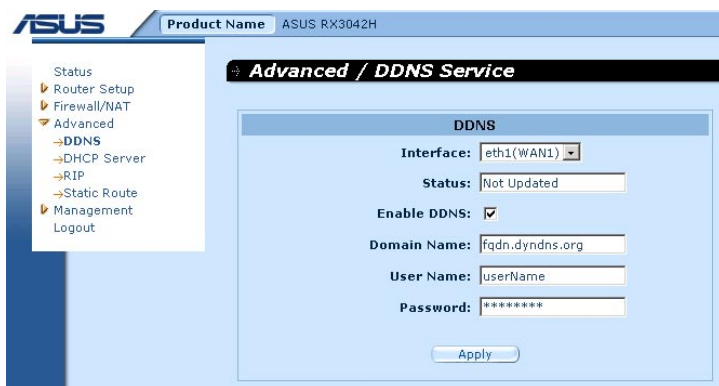 ASUS
Product Name ASUS RX3042H
Status
Router Setup
Firewall/NAT
Advanced
→DDNS
→DHCP Server
→RIP
→Static Route
Management
Logout
Advanced / DDNS Service
DDNS
Interface: eth1(WAN1)
Status: Not Updated
Enable DDNS:
Domain Name: fqdn.dyndns.org
User Name: userName
Password: ********
Apply